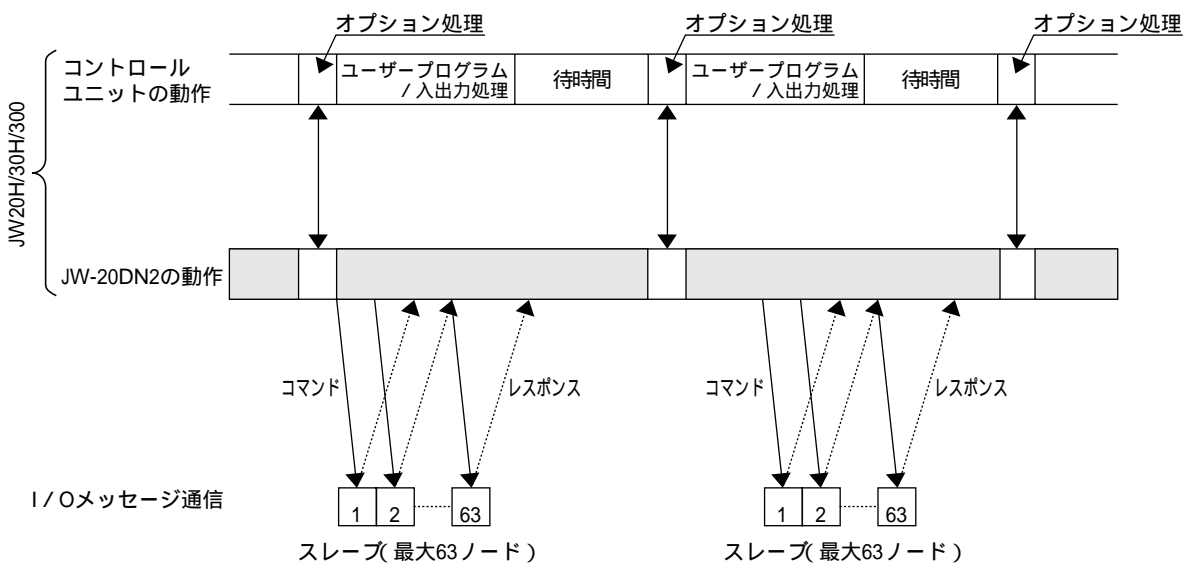 オプション処理
オプション処理
オプション処理
コントロール
ユニットの動作
ユーザープログラム
/ 入出力処理
待時間
ユーザープログラム
/ 入出力処理
待時間
JW20H/30H/300
JW-20DN2の動作
コマンド
レスポンス
コマンド
レスポンス
I/Oメッセージ通信
1 2 63
1 2 63
スレーブ(最大63ノード)
スレーブ(最大63ノード)